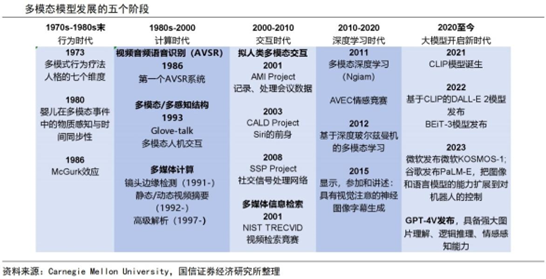 多模态模型发展的五个阶段
1970s-1980s末
行为时代
1973
多模式行为疗法
人格的七个维度
1980
婴儿在多模态事件
中的物质感知与时
间同步性
1986
McGurk效应
1980s-2000
计算时代
视频音频语音识别（AVSR）
1986
第一个AVSR系统
多模态/多感知结构
1993
Glove-talk
多模态人机交互
多媒体计算
镜头边缘检测（1991-）
静态/动态视频摘要
（1992-）
高级解析（1997-）
2000-2010
交互时代
拟人类多模态交互
2001
AMI Project
记录、处理会议数据
2003
CALD Project
Siri的前身
2008
SSP Project
社交信号处理网络
多媒体信息检索
2001
NIST TRECVID
视频检索竞赛
2010-2020
深度学习时代
2011
多模态深度学习
（Ngiam）
AVEC情感竞赛
2012
基于深度玻尔兹曼机
的多模态学习
2015
显示，参加和讲述：
具有视觉注意的神经
图像字幕生成
2020至今
大模型开启新时代
2021
CLIP模型诞生
2022
基于CLIP的DALL-E 2模型
发布
BEiT-3模型发布
2023
微软发布微软KOSMOS-1;
谷歌发布PaLM-E，把图像
和语言模型的能力扩展到对
机器人的控制
GPT-4V发布，具备强大图
片理解、逻辑推理、情感感
知能力
资料来源：Carnegie Mellon University，国信证券经济研究所整理